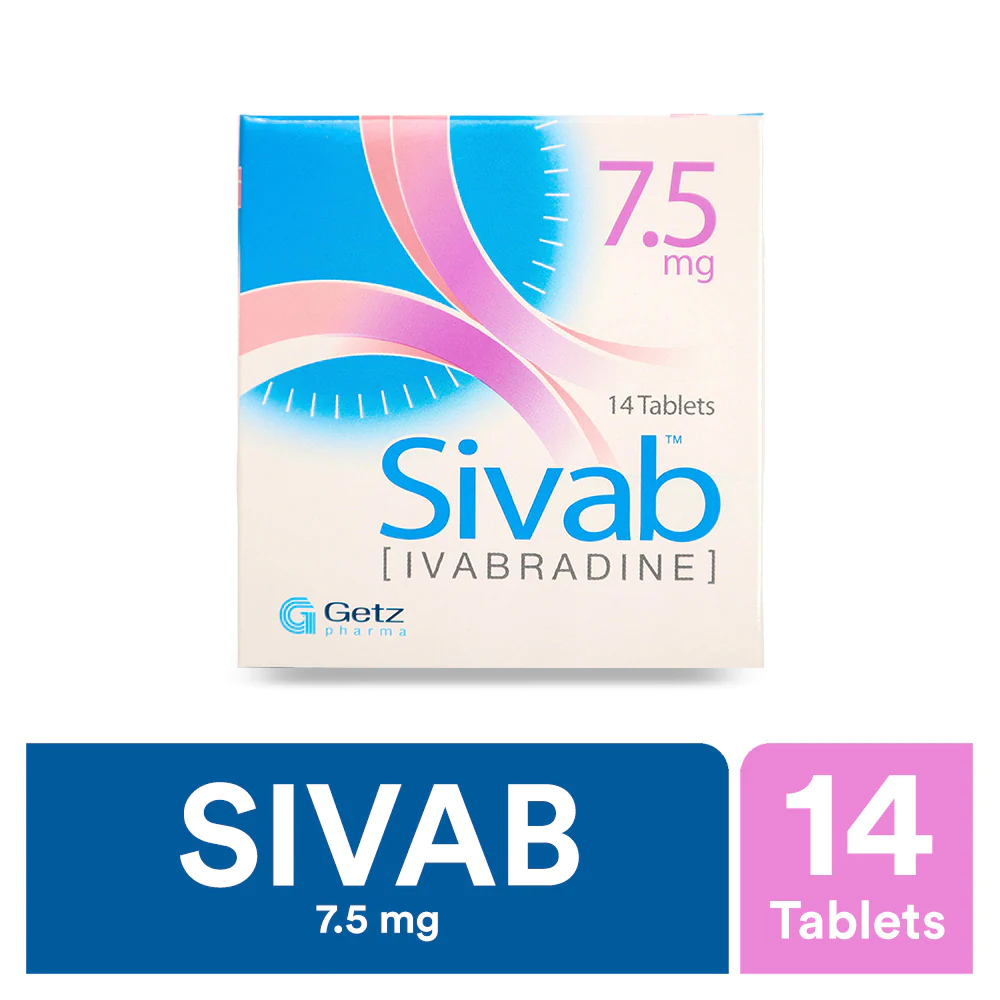 7.5
mg
14 Tablets
Sivab™
[IVABRADINE]
Getz
pharma
SIVAB
7.5 mg
14
Tablets